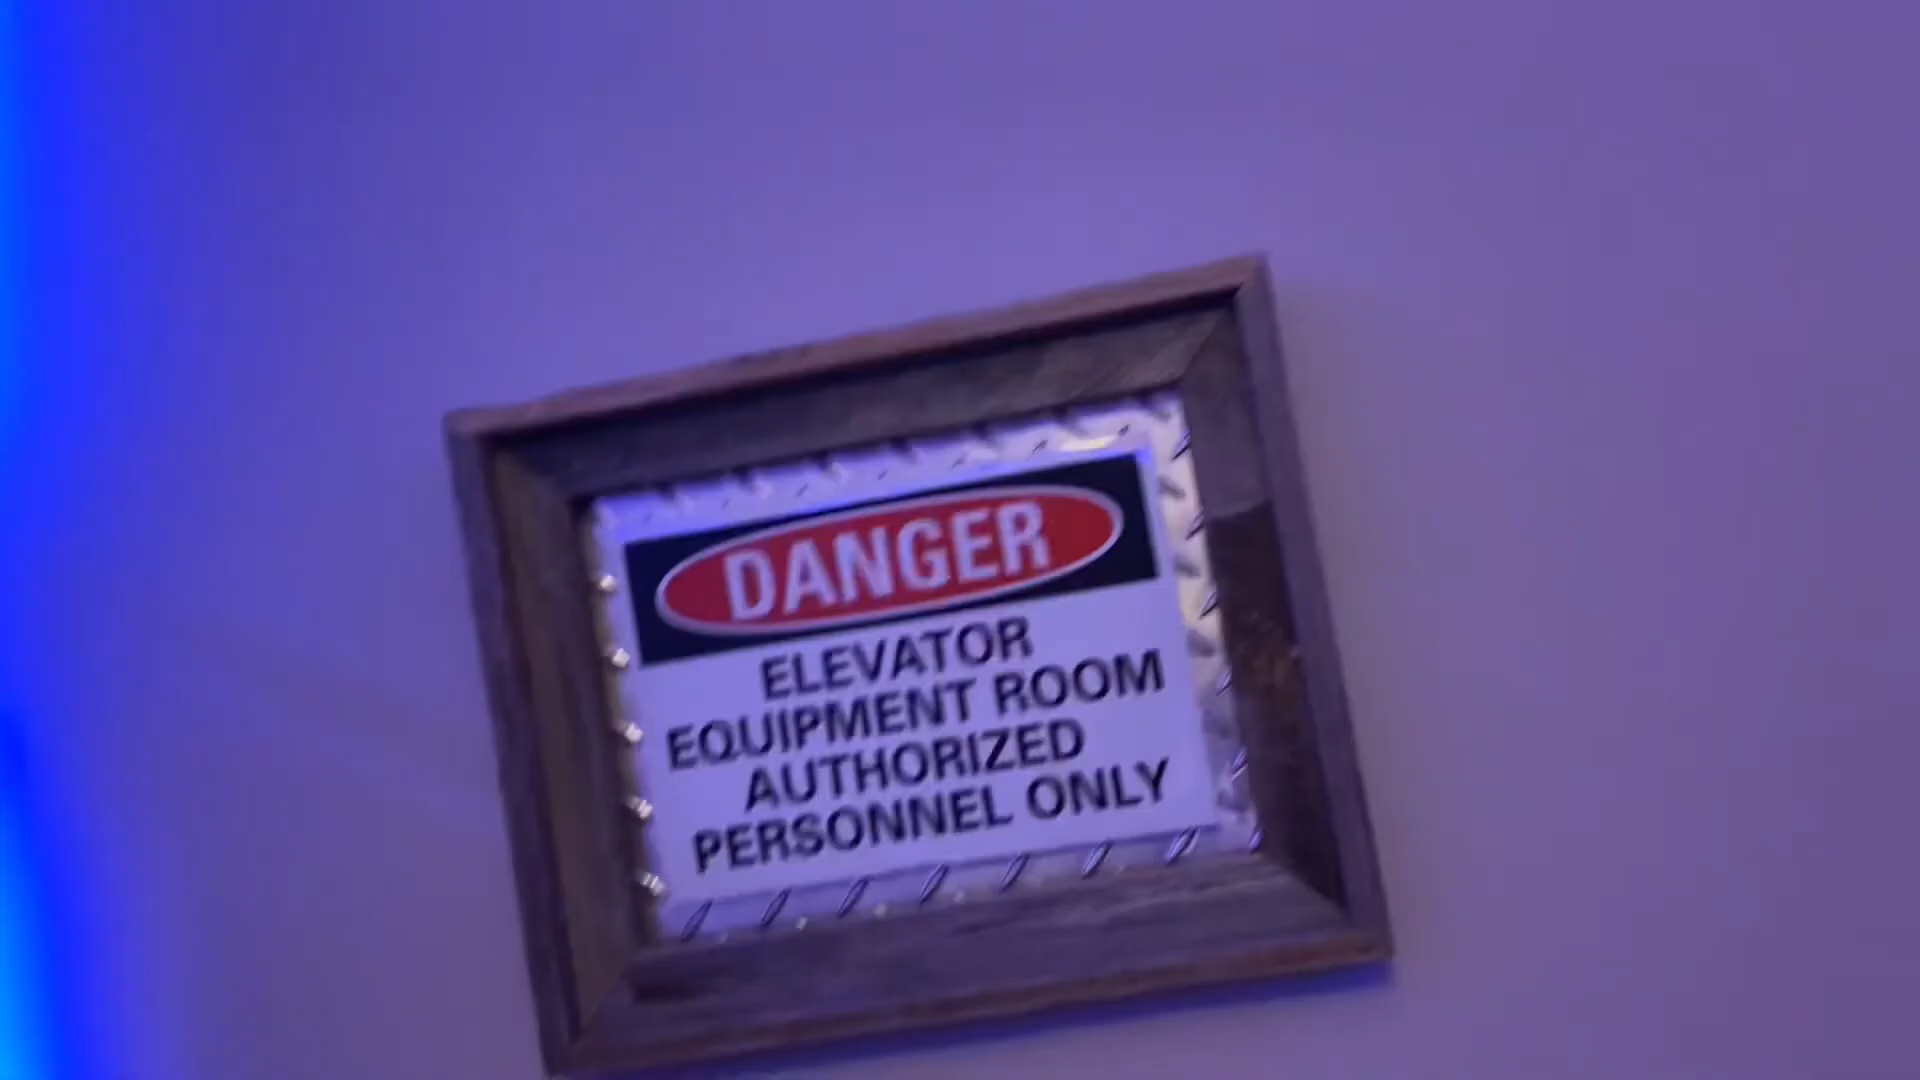 DANGER
ELEVATOR
EQUIPMENT ROOM
AUTHORIZED
PERSONNEL ONLY